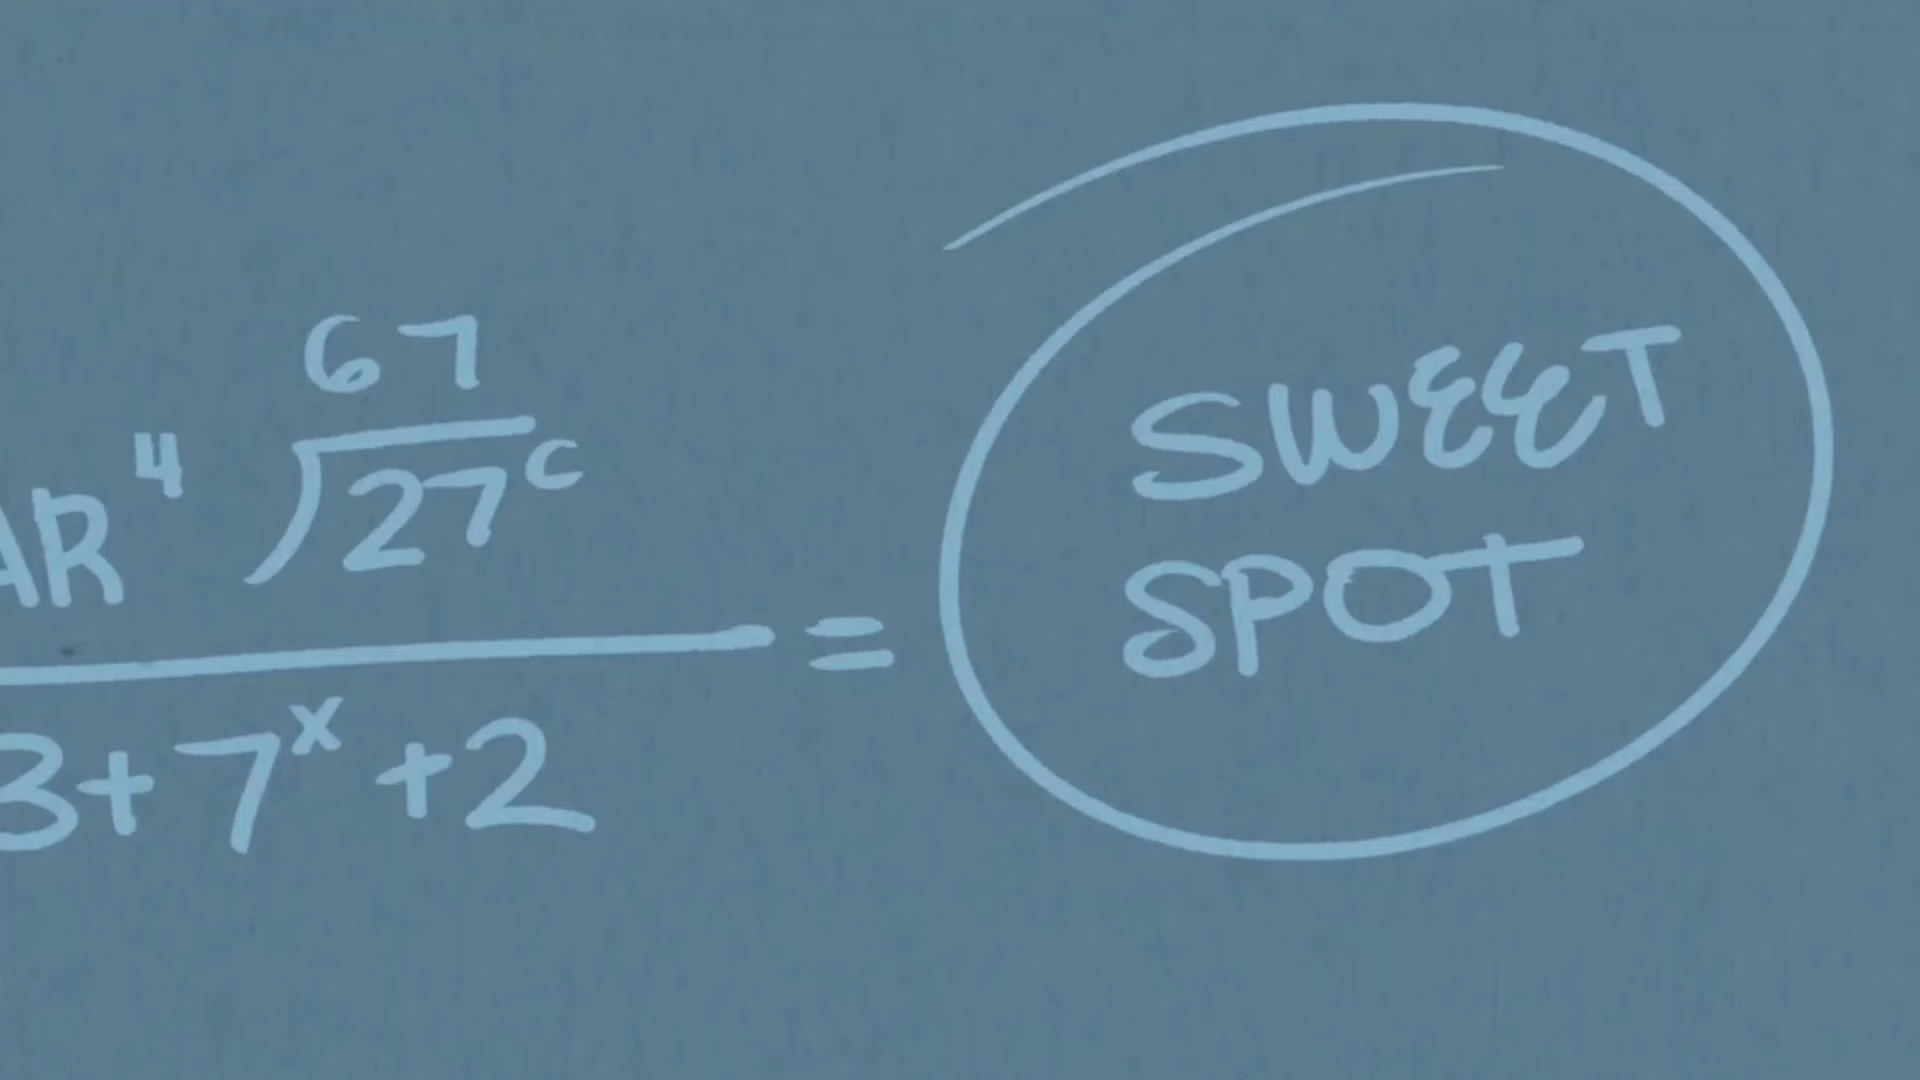 67
AR⁴ √27ᶜ
3+7ˣ+2
=
SWEET
SPOT